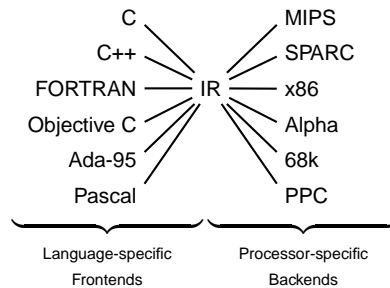 C
MIPS
C++
SPARC
FORTRAN
IR
x86
Objective C
Alpha
Ada-95
68k
Pascal
PPC
Language-specific
Frontends
Processor-specific
Backends